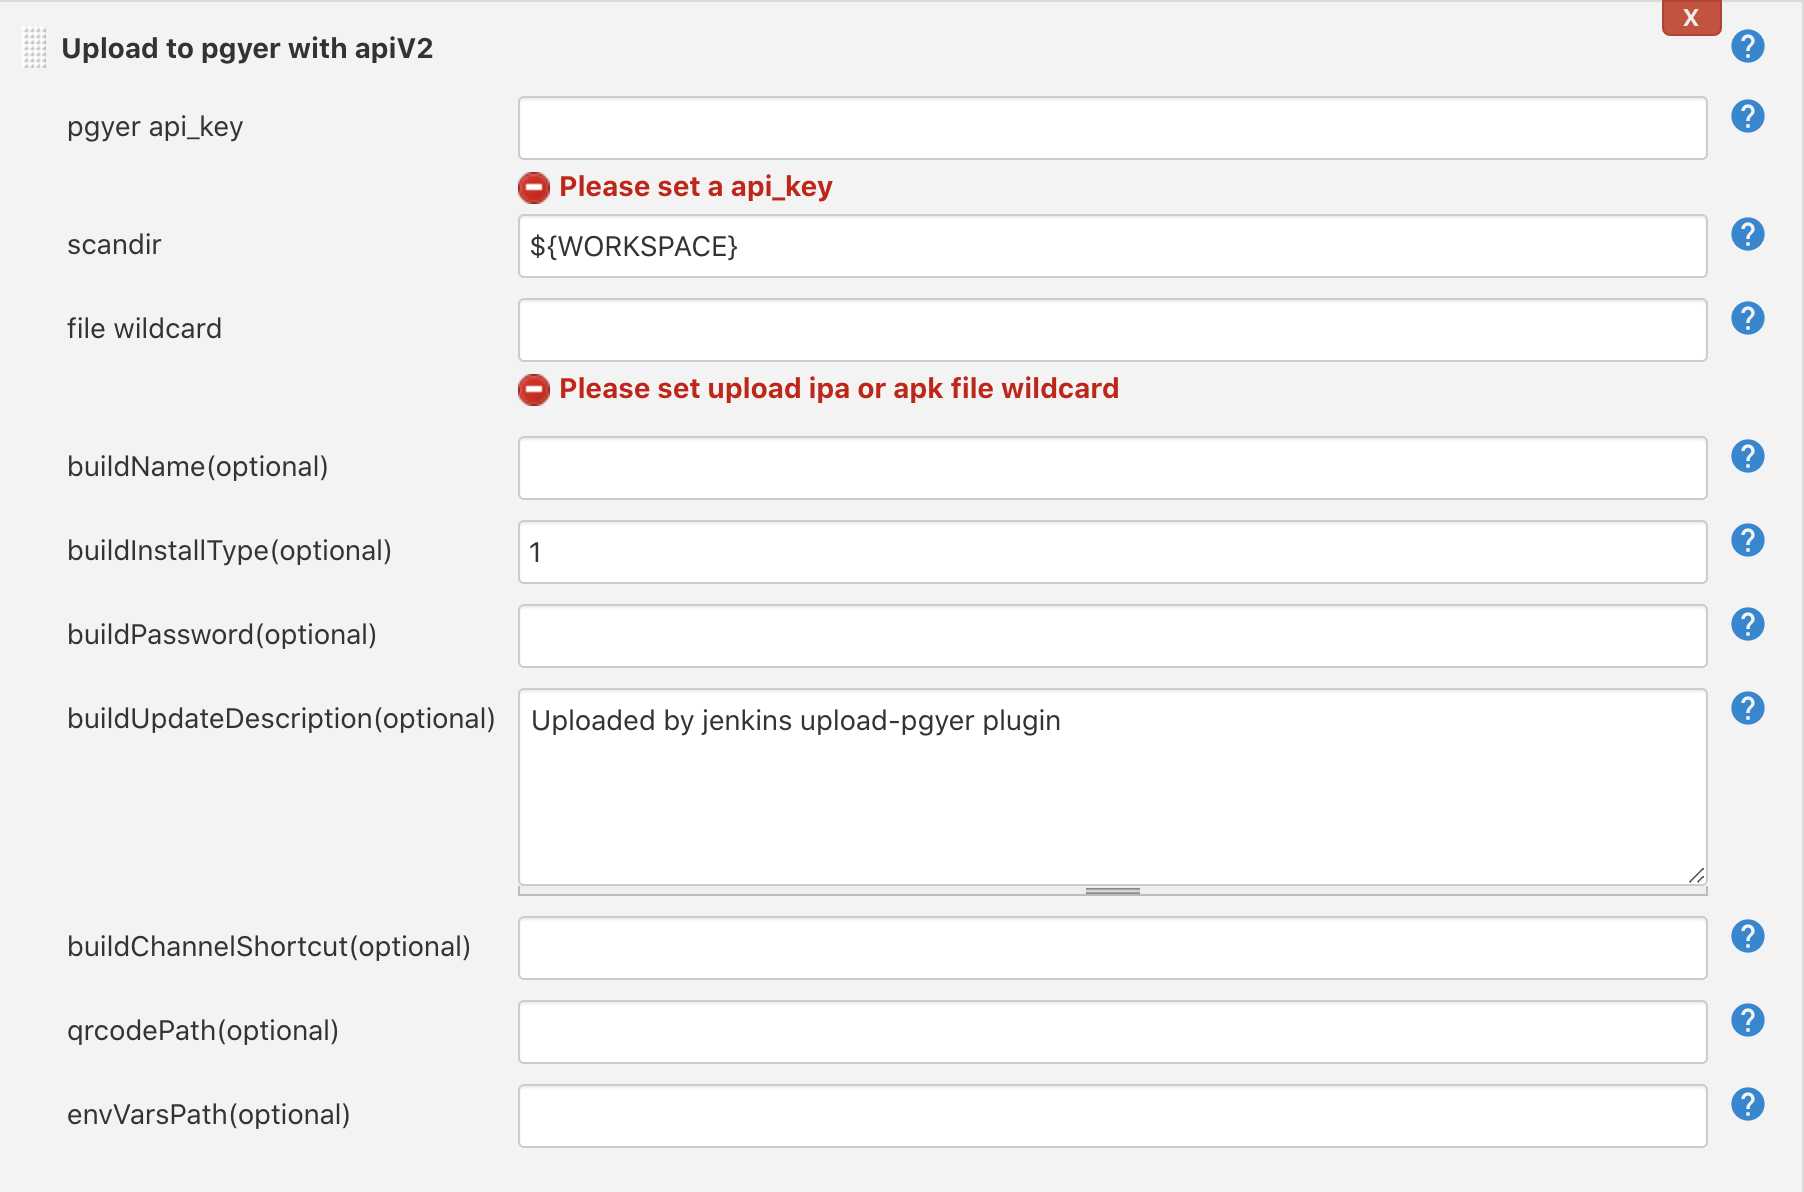 X
Upload to pgyer with apiV2
?
pgyer api_key
?
Please set a api_key
scandir
${WORKSPACE}
?
file wildcard
?
Please set upload ipa or apk file wildcard
buildName(optional)
?
buildInstallType(optional)
1
?
buildPassword(optional)
?
buildUpdateDescription(optional)
Uploaded by jenkins upload-pgyer plugin
?
buildChannelShortcut(optional)
?
qrcodePath(optional)
?
envVarsPath(optional)
?